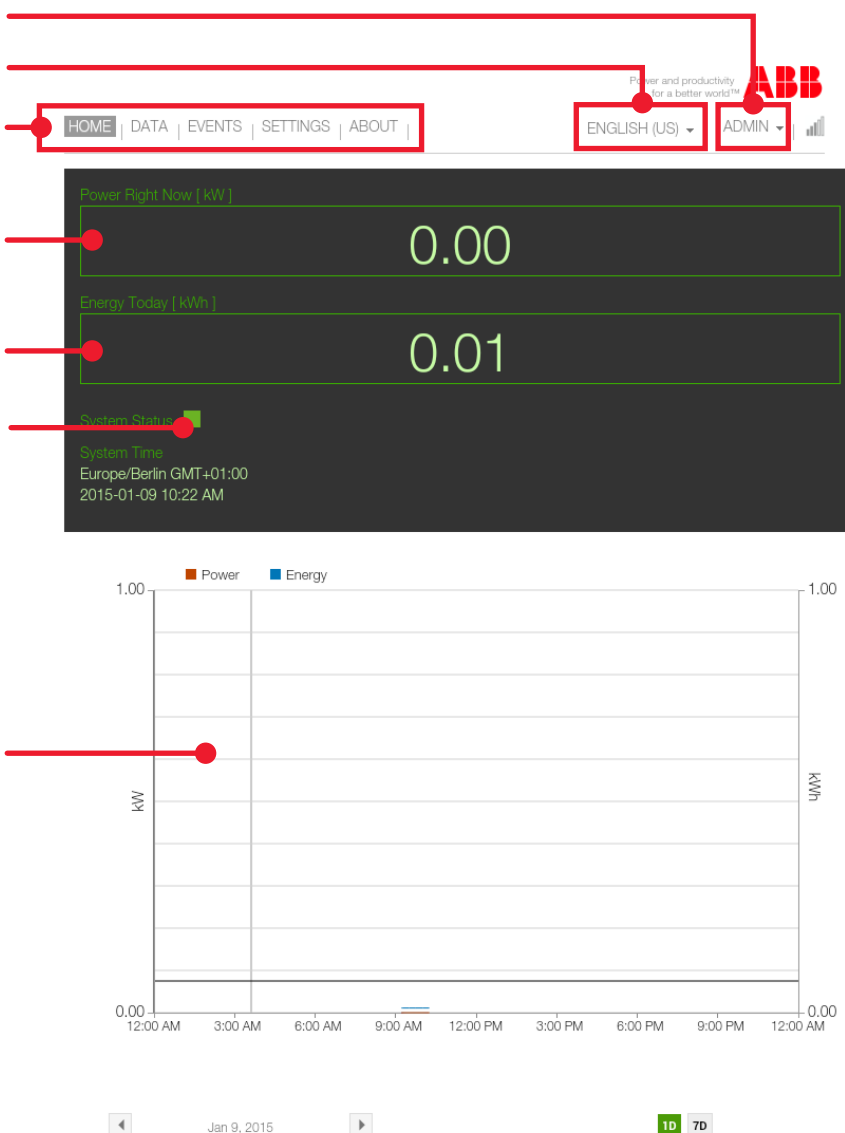 Power and productivity
for a better world™
ABB
HOME | DATA | EVENTS | SETTINGS | ABOUT |
ENGLISH (US)
ADMIN
Power Right Now [ kW ]
0.00
Energy Today [ kWh ]
0.01
System Status
System Time
Europe/Berlin GMT+01:00
2015-01-09 10:22 AM
Power
Energy
1.00
1.00
kW
kWh
0.00
0.00
12:00 AM 3:00 AM 6:00 AM 9:00 AM 12:00 PM 3:00 PM 6:00 PM 9:00 PM 12:00 AM
Jan 9, 2015
1D
7D